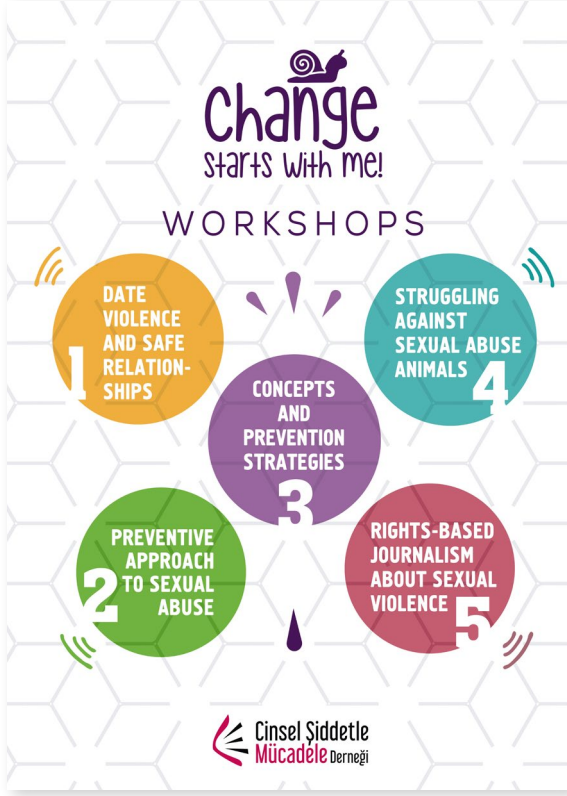 Change
Starts with me!
WORKSHOPS
DATE
VIOLENCE
AND SAFE
RELATION-
SHIPS
1
PREVENTIVE
APPROACH
TO SEXUAL
ABUSE
2
CONCEPTS
AND
PREVENTION
STRATEGIES
3
STRUGGLING
AGAINST
SEXUAL ABUSE
ANIMALS
4
RIGHTS-BASED
JOURNALISM
ABOUT SEXUAL
VIOLENCE
5
Cinsel Şiddetle
Mücadele Derneği